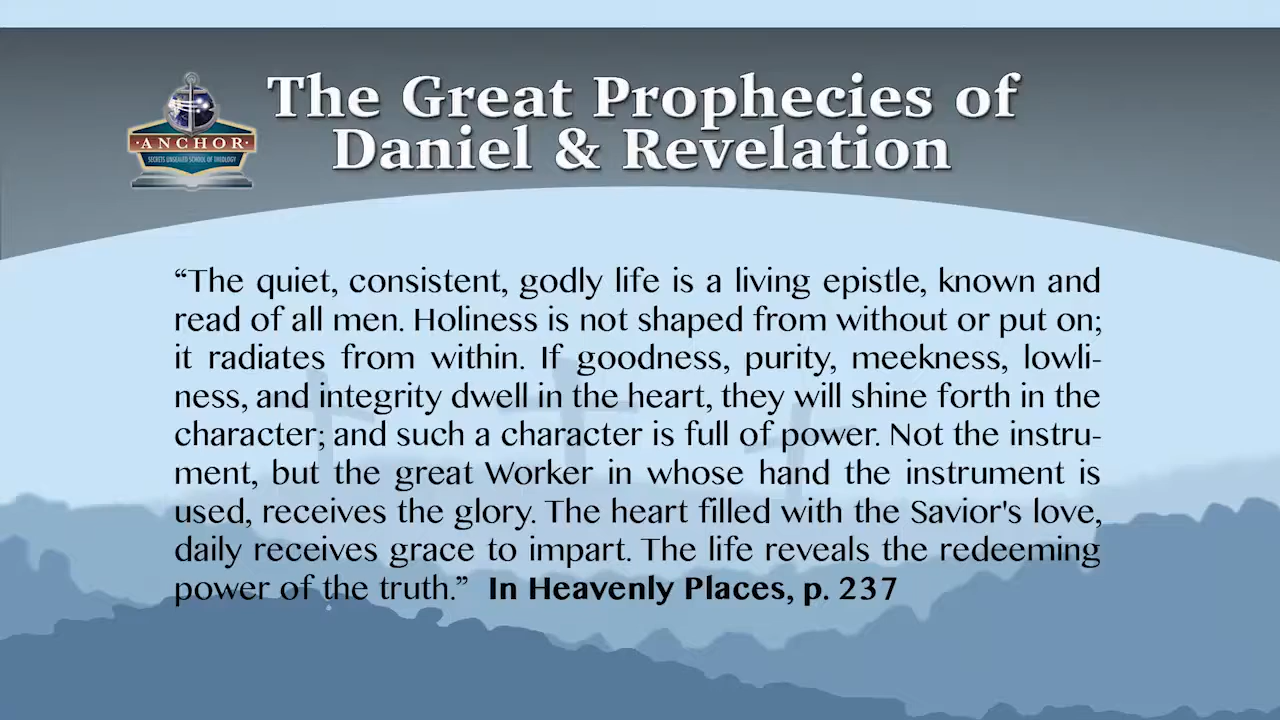 The Great Prophecies of
Daniel & Revelation
·ANCHOR·
SECRETS UNSEALED SCHOOL OF THEOLOGY
“The quiet, consistent, godly life is a living epistle, known and
read of all men. Holiness is not shaped from without or put on;
it radiates from within. If goodness, purity, meekness, lowli-
ness, and integrity dwell in the heart, they will shine forth in the
character; and such a character is full of power. Not the instru-
ment, but the great Worker in whose hand the instrument is
used, receives the glory. The heart filled with the Savior's love,
daily receives grace to impart. The life reveals the redeeming
power of the truth.” In Heavenly Places, p. 237